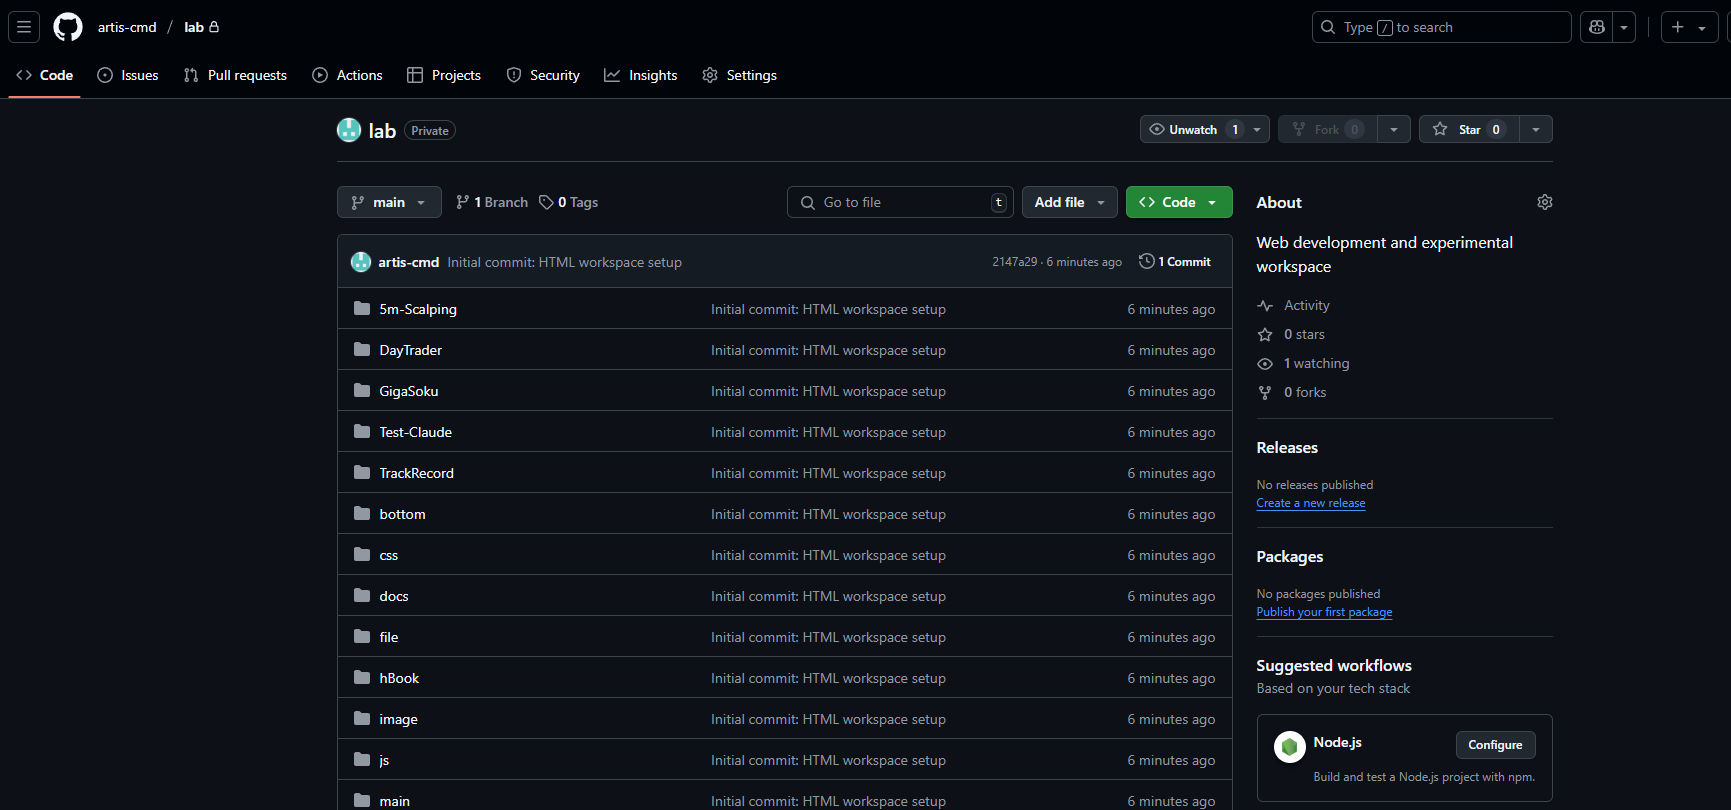 artis-cmd / lab
Type / to search
Code Issues Pull requests Actions Projects Security Insights Settings
lab Private
Unwatch 1 Fork 0 Star 0
main 1 Branch 0 Tags
Go to file t Add file Code
About
Web development and experimental
workspace
artis-cmd Initial commit: HTML workspace setup 2147a29 · 6 minutes ago 1 Commit
5m-Scalping Initial commit: HTML workspace setup 6 minutes ago
DayTrader Initial commit: HTML workspace setup 6 minutes ago
GigaSoku Initial commit: HTML workspace setup 6 minutes ago
Test-Claude Initial commit: HTML workspace setup 6 minutes ago
TrackRecord Initial commit: HTML workspace setup 6 minutes ago
bottom Initial commit: HTML workspace setup 6 minutes ago
css Initial commit: HTML workspace setup 6 minutes ago
docs Initial commit: HTML workspace setup 6 minutes ago
file Initial commit: HTML workspace setup 6 minutes ago
hBook Initial commit: HTML workspace setup 6 minutes ago
image Initial commit: HTML workspace setup 6 minutes ago
js Initial commit: HTML workspace setup 6 minutes ago
main Initial commit: HTML workspace setup 6 minutes ago
Activity
0 stars
1 watching
0 forks
Releases
No releases published
Create a new release
Packages
No packages published
Publish your first package
Suggested workflows
Based on your tech stack
Node.js Configure
Build and test a Node.js project with npm.